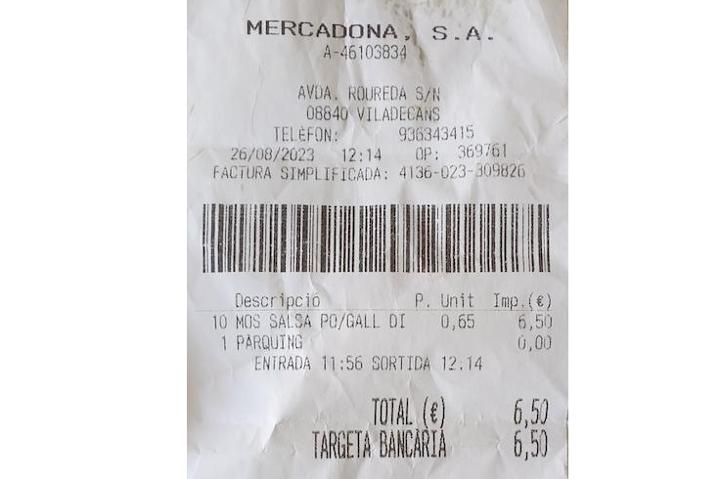 MERCADONA, S.A.
A-46103834
AVDA. ROUREDA S/N
08840 VILADECANS
TELÈFON: 936343415
26/08/2023 12:14 OP: 369761
FACTURA SIMPLIFICADA: 4136-023-309826
Descripció P. Unit Imp.(€)
10 MOS SALSA PO/GALL DI 0,65 6,50
1 PÀRQUING 0,00
ENTRADA 11:56 SORTIDA 12.14
TOTAL (€) 6,50
TARGETA BANCÀRIA 6,50